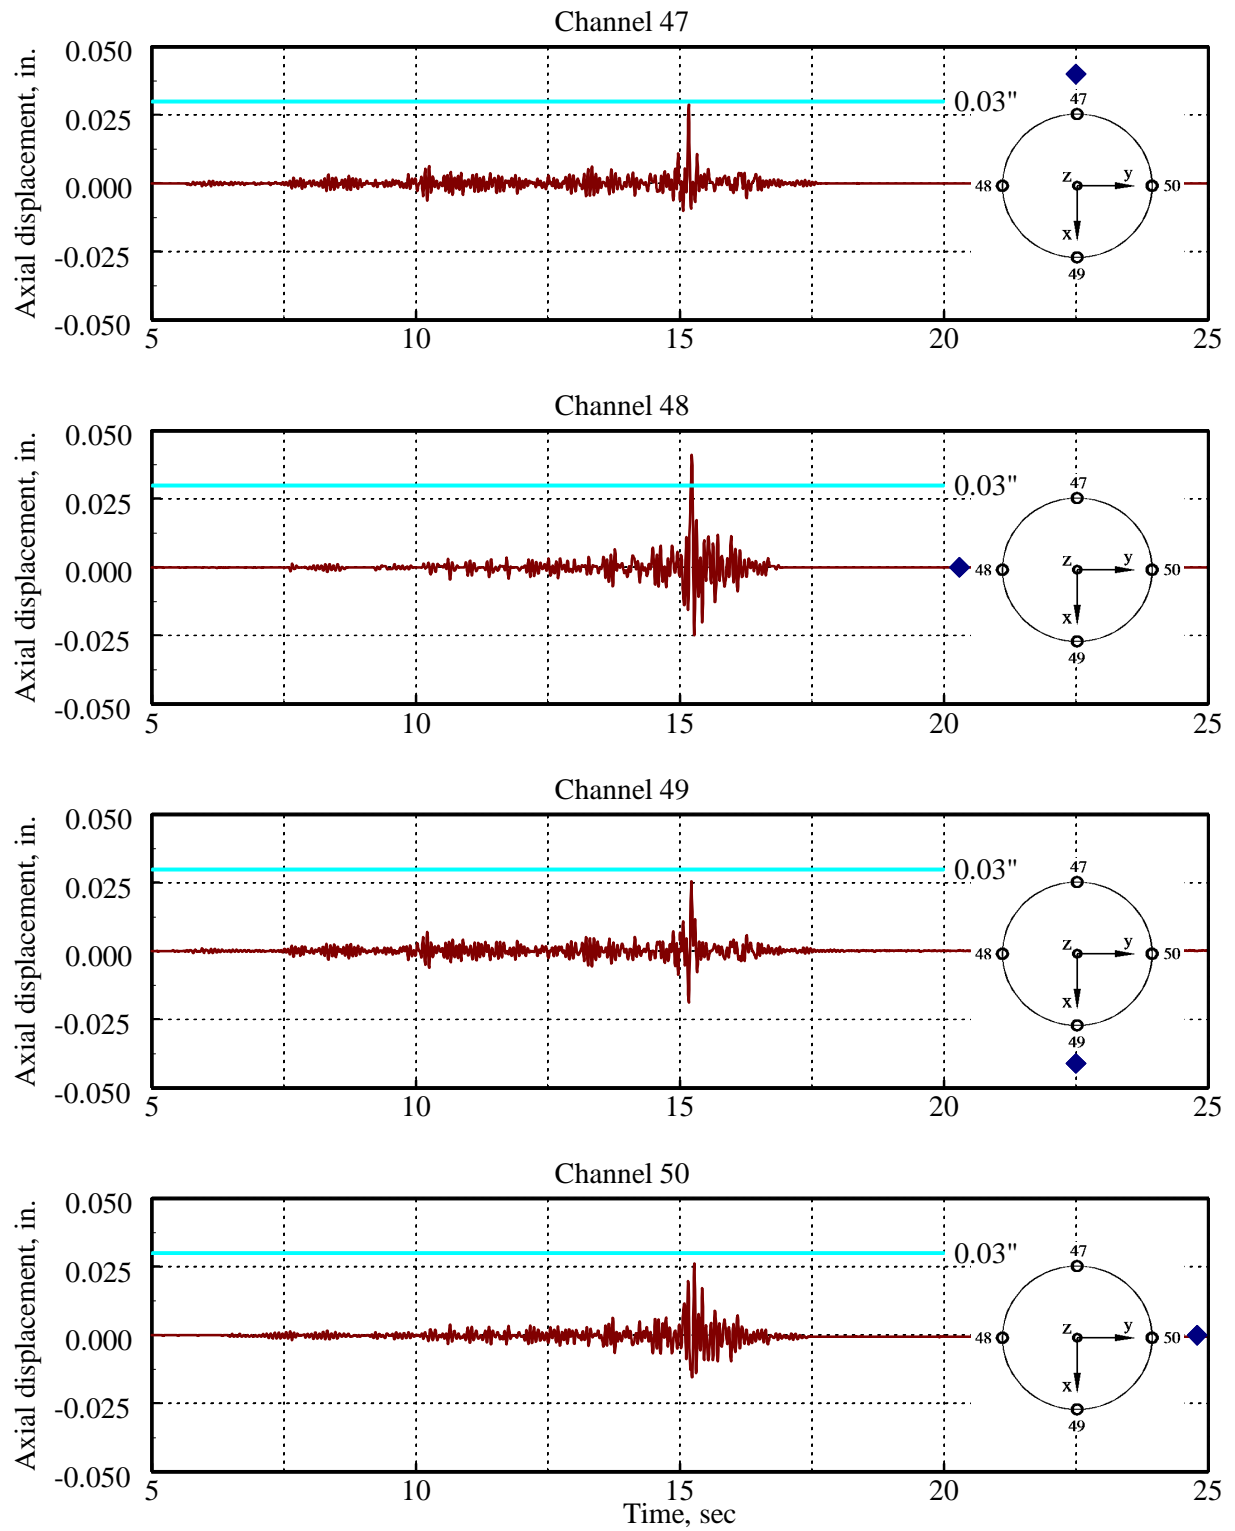 Channel 47
Axial displacement, in.
0.050
0.025
0.000
-0.025
-0.050
0.03"
47
48 z y 50
x
49
5 10 15 20 25
Channel 48
Axial displacement, in.
0.050
0.025
0.000
-0.025
-0.050
0.03"
47
48 z y 50
x
49
5 10 15 20 25
Channel 49
Axial displacement, in.
0.050
0.025
0.000
-0.025
-0.050
0.03"
47
48 z y 50
x
49
5 10 15 20 25
Channel 50
Axial displacement, in.
0.050
0.025
0.000
-0.025
-0.050
0.03"
47
48 z y 50
x
49
5 10 15 20 25
Time, sec